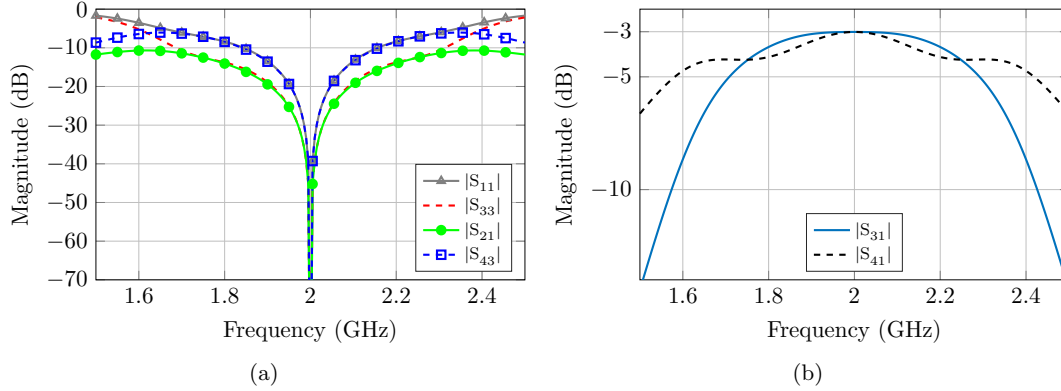 0
−10
−20
−30
−40
−50
−60
−70
Magnitude (dB)
1.6
1.8
2
2.2
2.4
Frequency (GHz)
|S11|
|S33|
|S21|
|S43|
(a)
−3
−5
−10
Magnitude (dB)
1.6
1.8
2
2.2
2.4
Frequency (GHz)
|S31|
|S41|
(b)